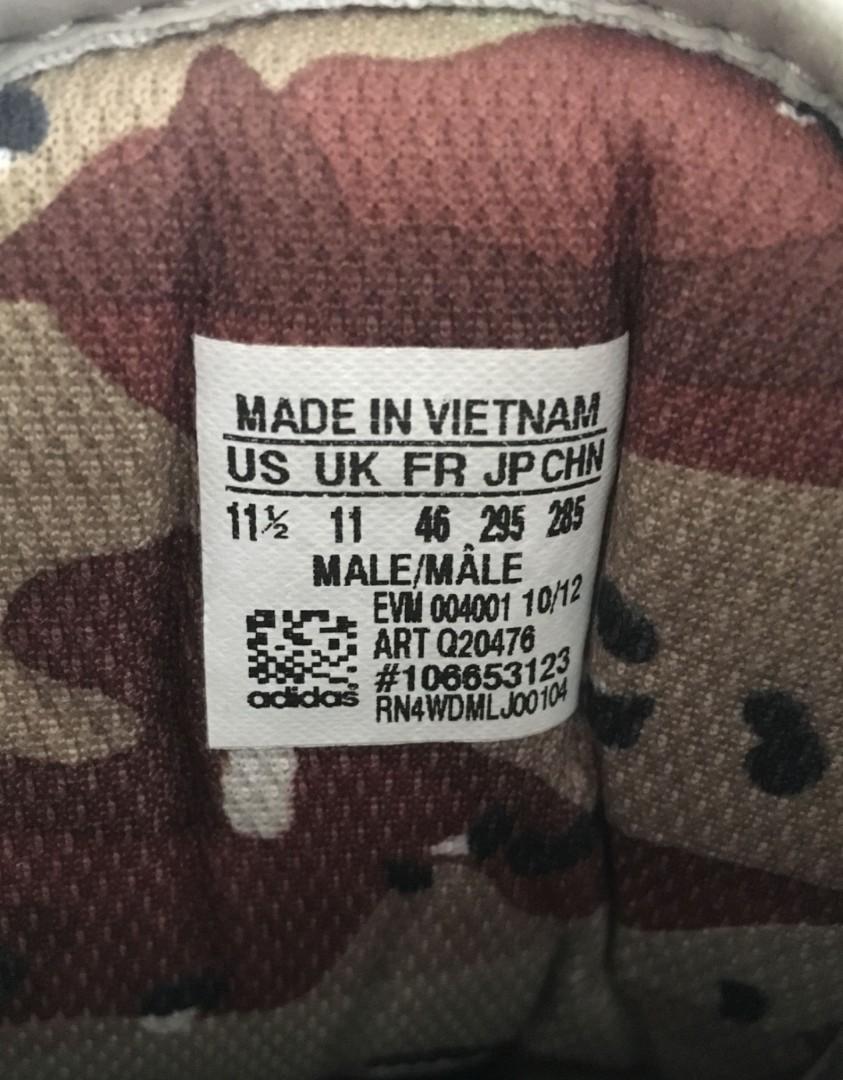 MADE IN VIETNAM
US UK FR JP CHN
11½ 11 46 295 285
MALE/MÂLE
EVM 004001 10/12
ART Q20476
#106653123
RN4WDMLJ00104
adidas